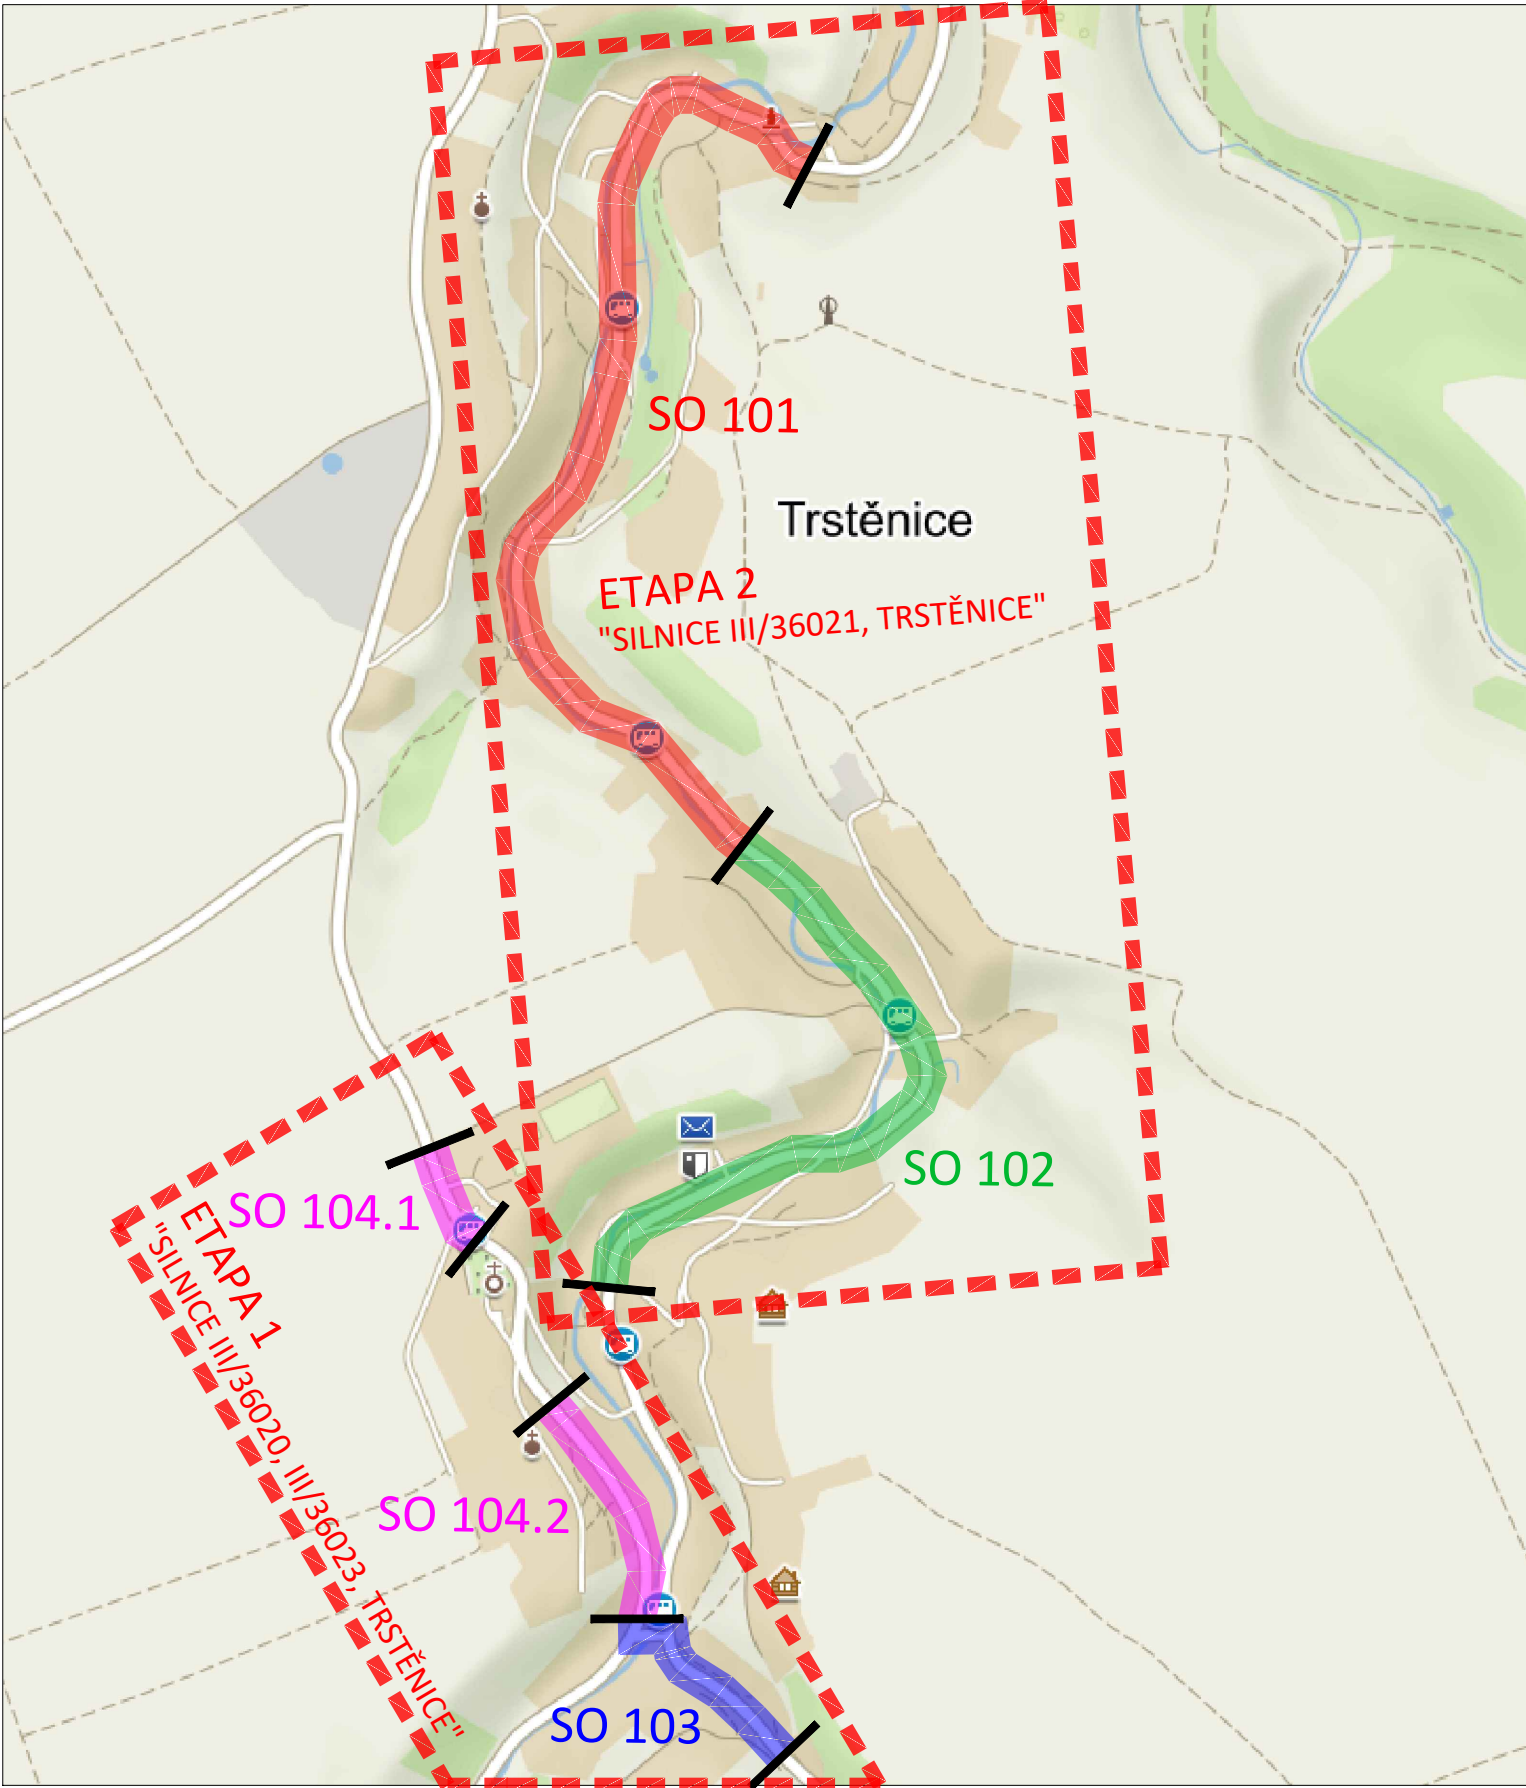 SO 101
Trstěnice
ETAPA 2
"SILNICE III/36021, TRSTĚNICE"
SO 102
SO 104.1
ETAPA 1
"SILNICE III/36020, III/36023, TRSTĚNICE"
SO 104.2
SO 103